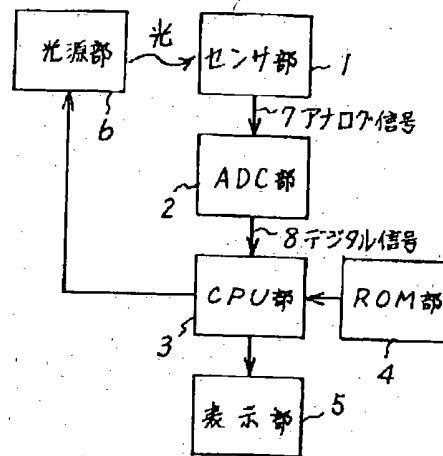 光源部
光
センサ部
6
1
7 アナログ信号
ADC部
2
8 デジタル信号
CPU部
ROM部
3
4
表示部
5